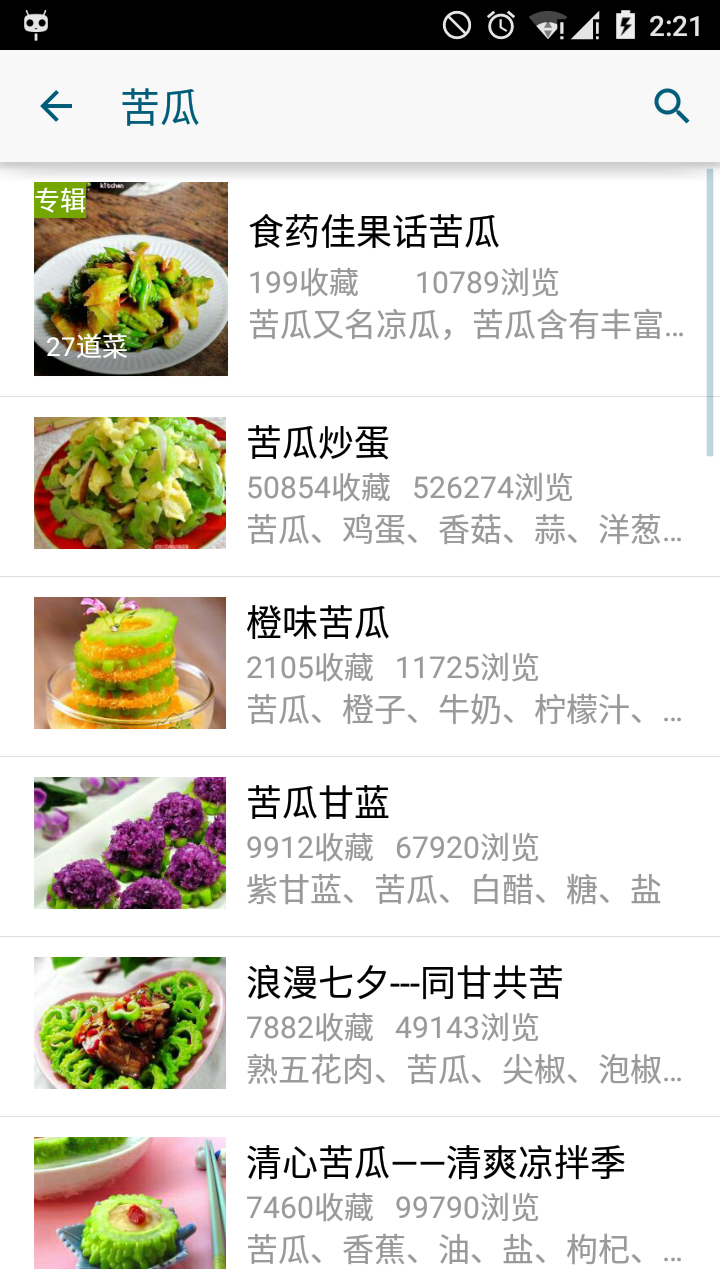 2:21
苦瓜
专辑
27道菜
食药佳果话苦瓜
199收藏 10789浏览
苦瓜又名凉瓜，苦瓜含有丰富...
苦瓜炒蛋
50854收藏 526274浏览
苦瓜、鸡蛋、香菇、蒜、洋葱...
橙味苦瓜
2105收藏 11725浏览
苦瓜、橙子、牛奶、柠檬汁、...
苦瓜甘蓝
9912收藏 67920浏览
紫甘蓝、苦瓜、白醋、糖、盐
浪漫七夕---同甘共苦
7882收藏 49143浏览
熟五花肉、苦瓜、尖椒、泡椒...
清心苦瓜——清爽凉拌季
7460收藏 99790浏览
苦瓜、香蕉、油、盐、枸杞、...